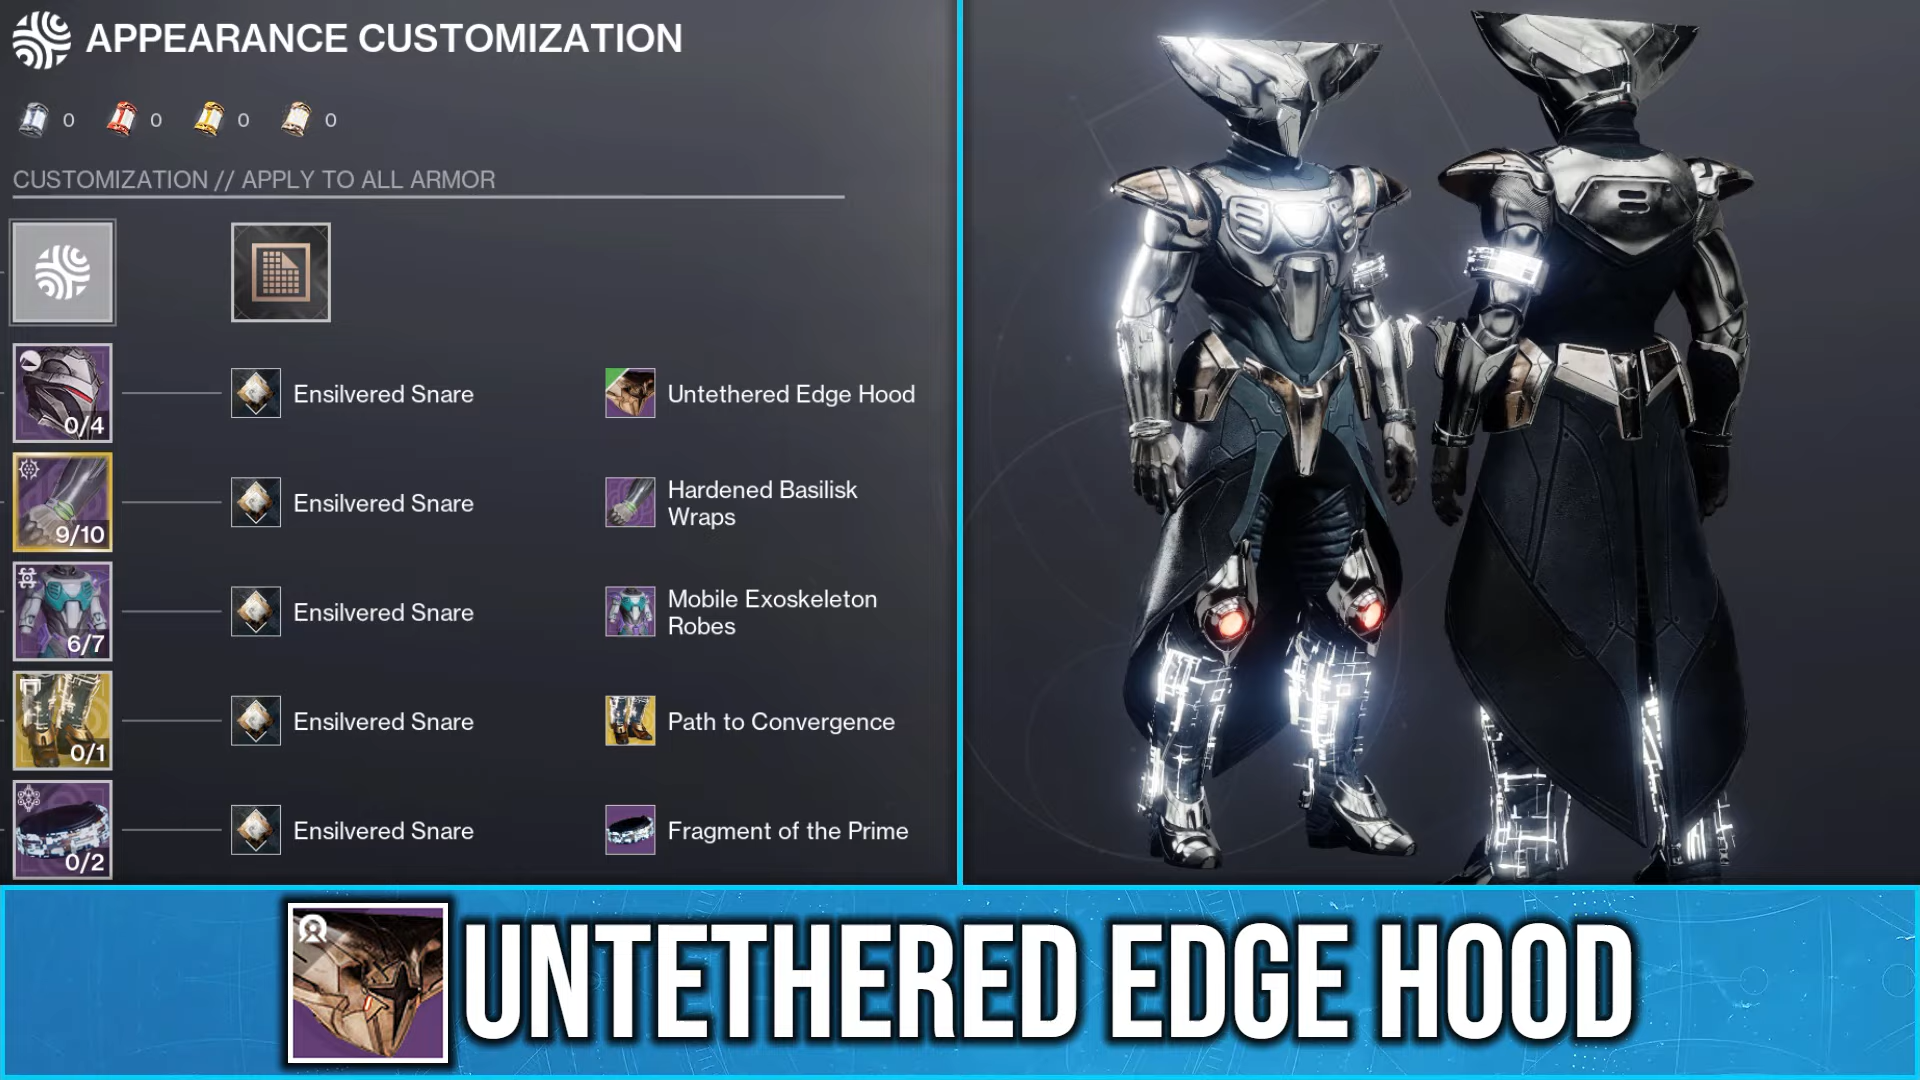 APPEARANCE CUSTOMIZATION
0 0 0 0
CUSTOMIZATION // APPLY TO ALL ARMOR
0/4 Ensilvered Snare Untethered Edge Hood
9/10 Ensilvered Snare Hardened Basilisk
Wraps
6/7 Ensilvered Snare Mobile Exoskeleton
Robes
0/1 Ensilvered Snare Path to Convergence
0/2 Ensilvered Snare Fragment of the Prime
UNTETHERED EDGE HOOD